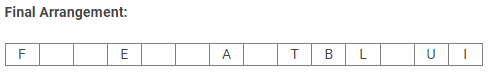 Final Arrangement:
F E A T B L U I